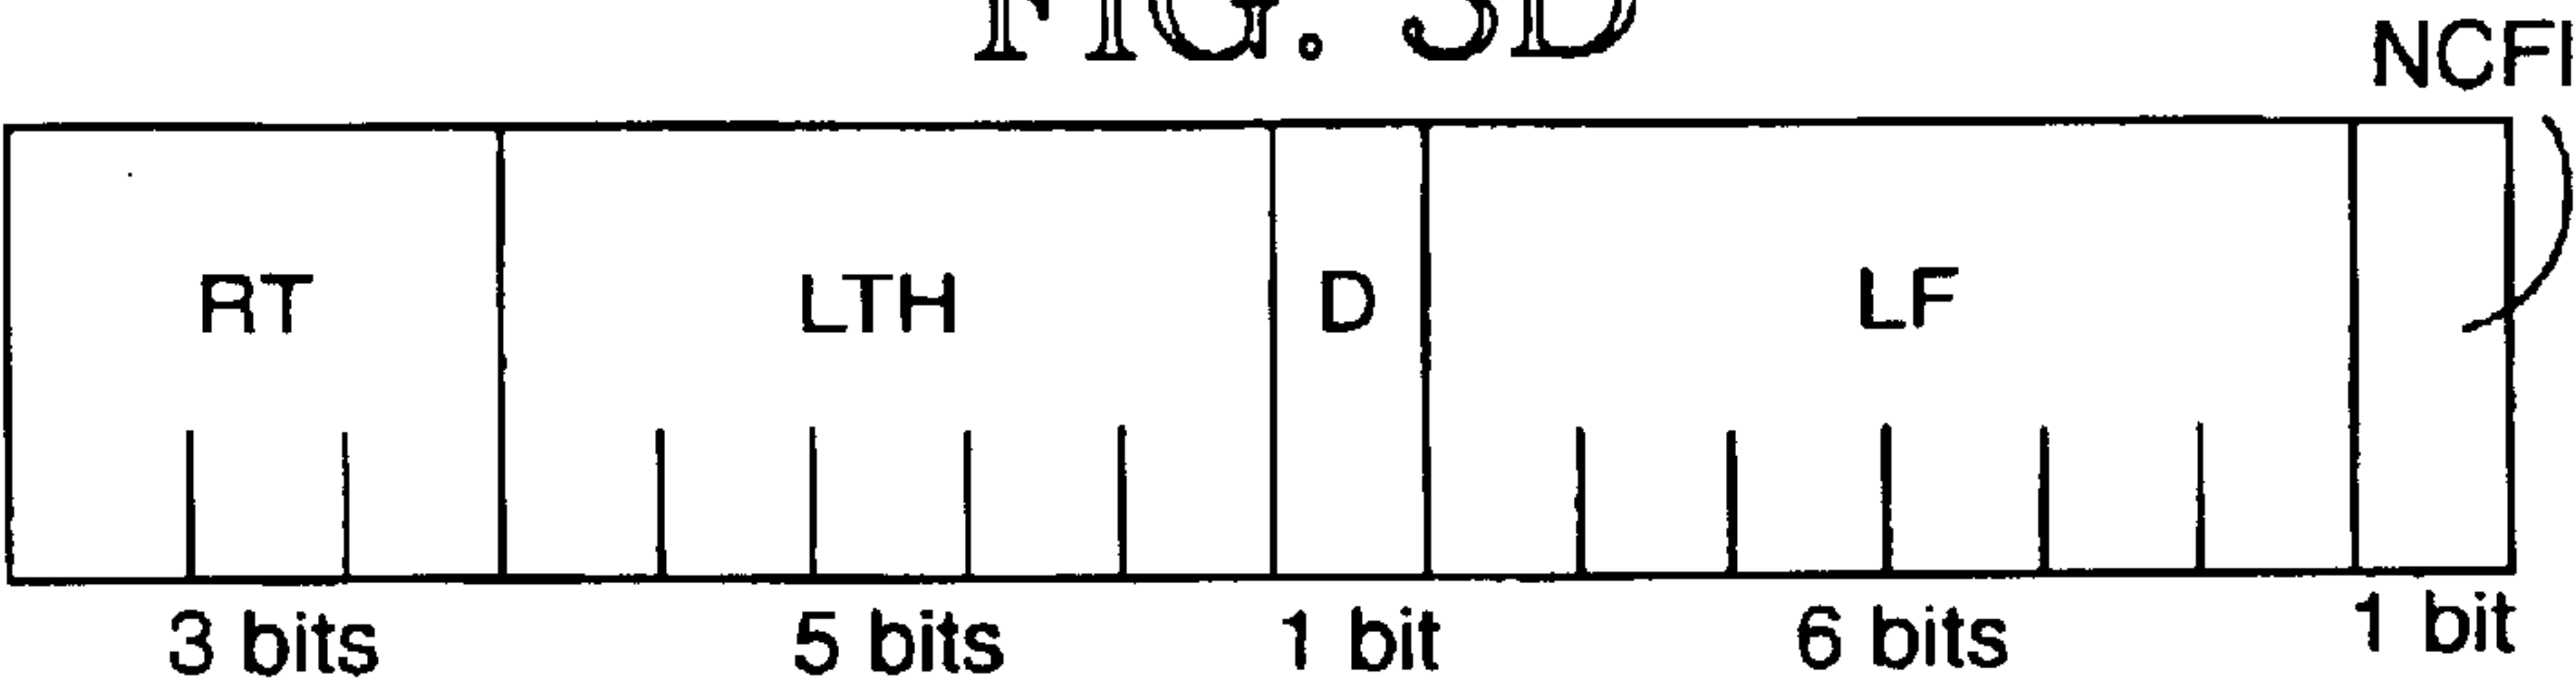 FIG. 3D
NCFI
RT LTH D LF
3 bits 5 bits 1 bit 6 bits 1 bit